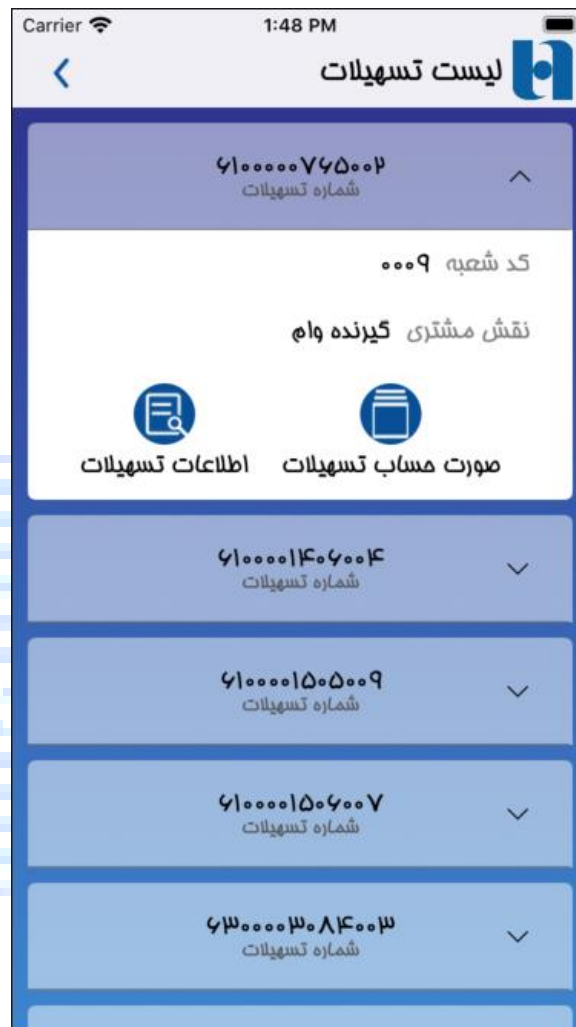 Carrier 1:48 PM
لیست تسهیلات
۶۱۰۰۰۰۰۷۶۵۰۰۲
شماره تسهیلات
کد شعبه ۰۰۰۹
نقش مشتری گیرنده وام
صورت حساب تسهیلات اطلاعات تسهیلات
۶۱۰۰۰۰۱۴۰۶۰۰۴
شماره تسهیلات
۶۱۰۰۰۰۱۵۰۵۰۰۹
شماره تسهیلات
۶۱۰۰۰۰۱۵۰۶۰۰۷
شماره تسهیلات
۶۳۰۰۰۰۳۰۸۴۰۰۳
شماره تسهیلات